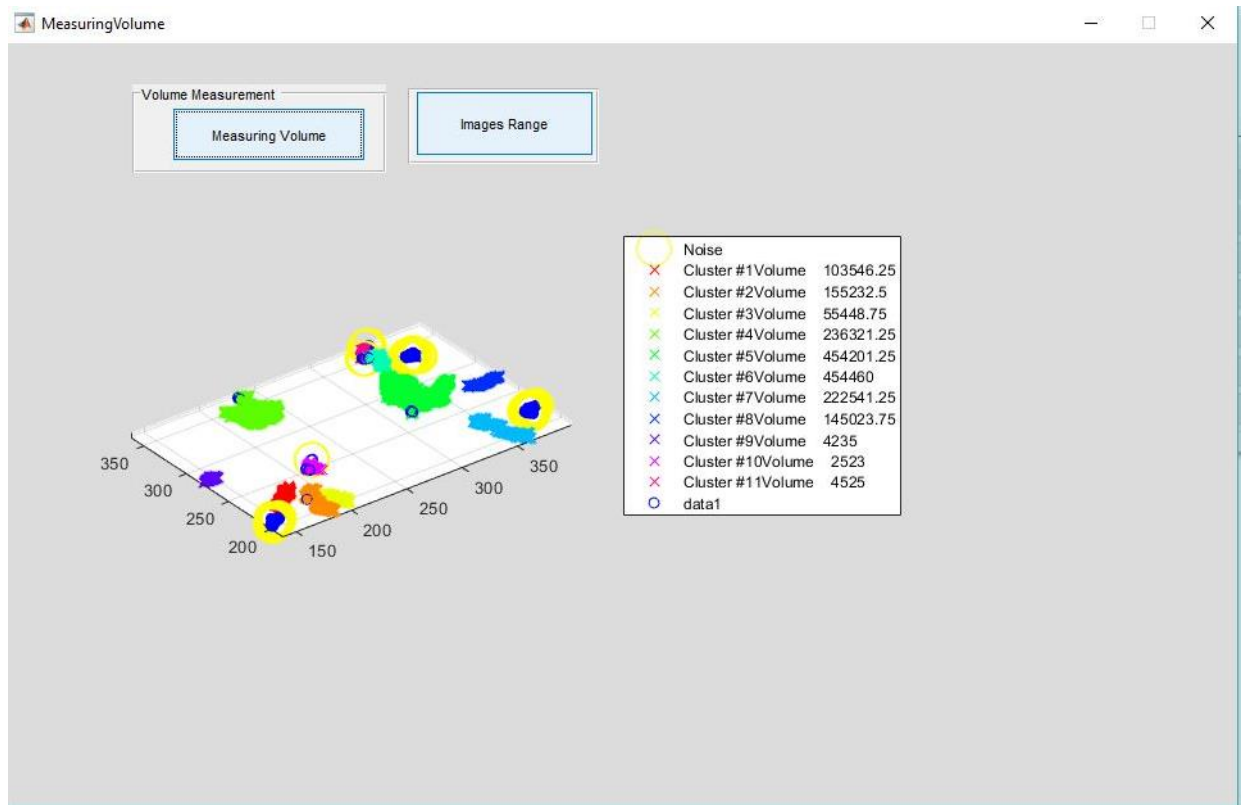 MeasuringVolume
Volume Measurement
Measuring Volume
Images Range
Noise
Cluster #1Volume 103546.25
Cluster #2Volume 155232.5
Cluster #3Volume 55448.75
Cluster #4Volume 236321.25
Cluster #5Volume 454201.25
Cluster #6Volume 454460
Cluster #7Volume 222541.25
Cluster #8Volume 145023.75
Cluster #9Volume 4235
Cluster #10Volume 2523
Cluster #11Volume 4525
data1
350
300
250
200
150
200
250
300
350